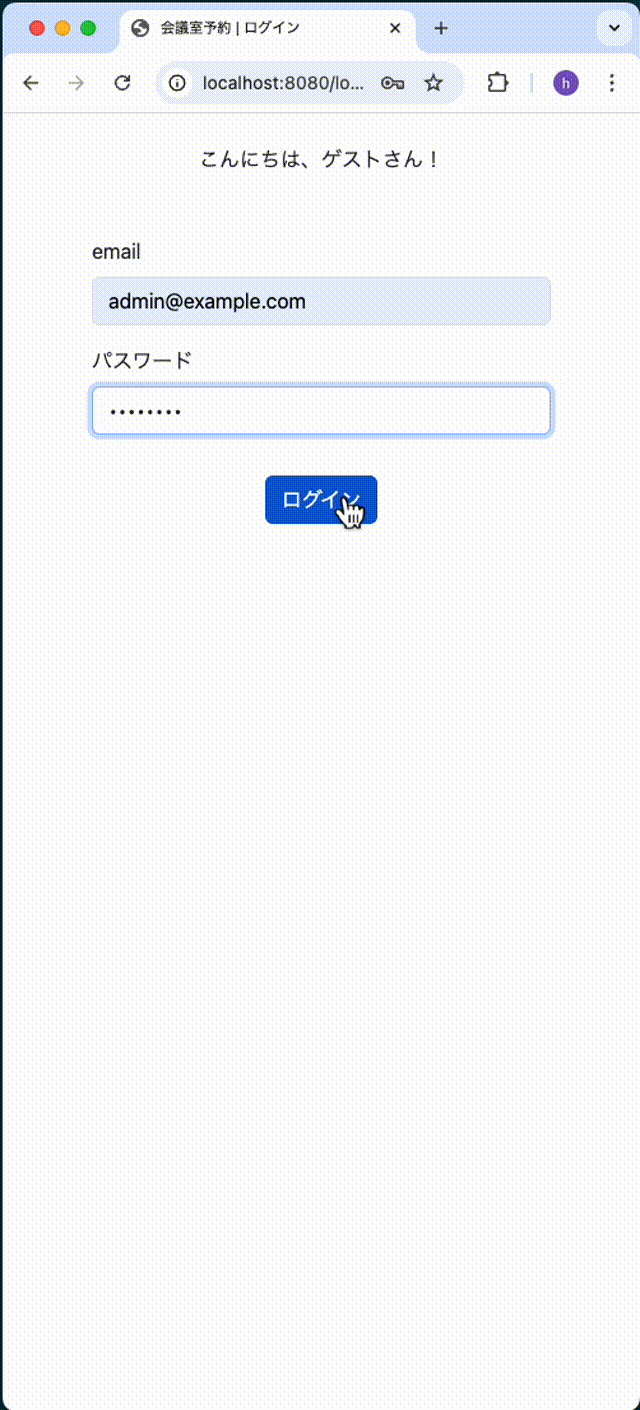 会議室予約 | ログイン
localhost:8080/lo...
h
こんにちは、ゲストさん！
email
admin@example.com
パスワード
••••••••
ログイン